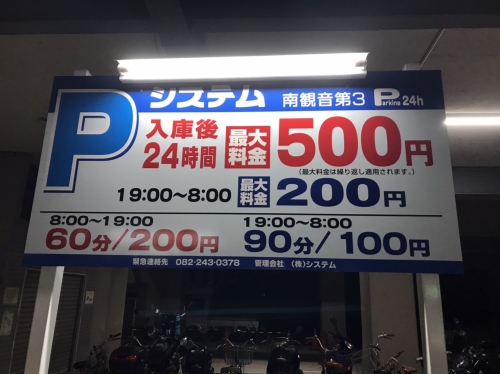 P システム 南観音第3 Parking 24h
入庫後
24時間 最大料金 500円
(最大料金は繰り返し適用されます。)
19:00〜8:00 最大料金 200円
8:00〜19:00 19:00〜8:00
60分/200円 90分/100円
緊急連絡先 082-243-0378 管理会社 (株)システム